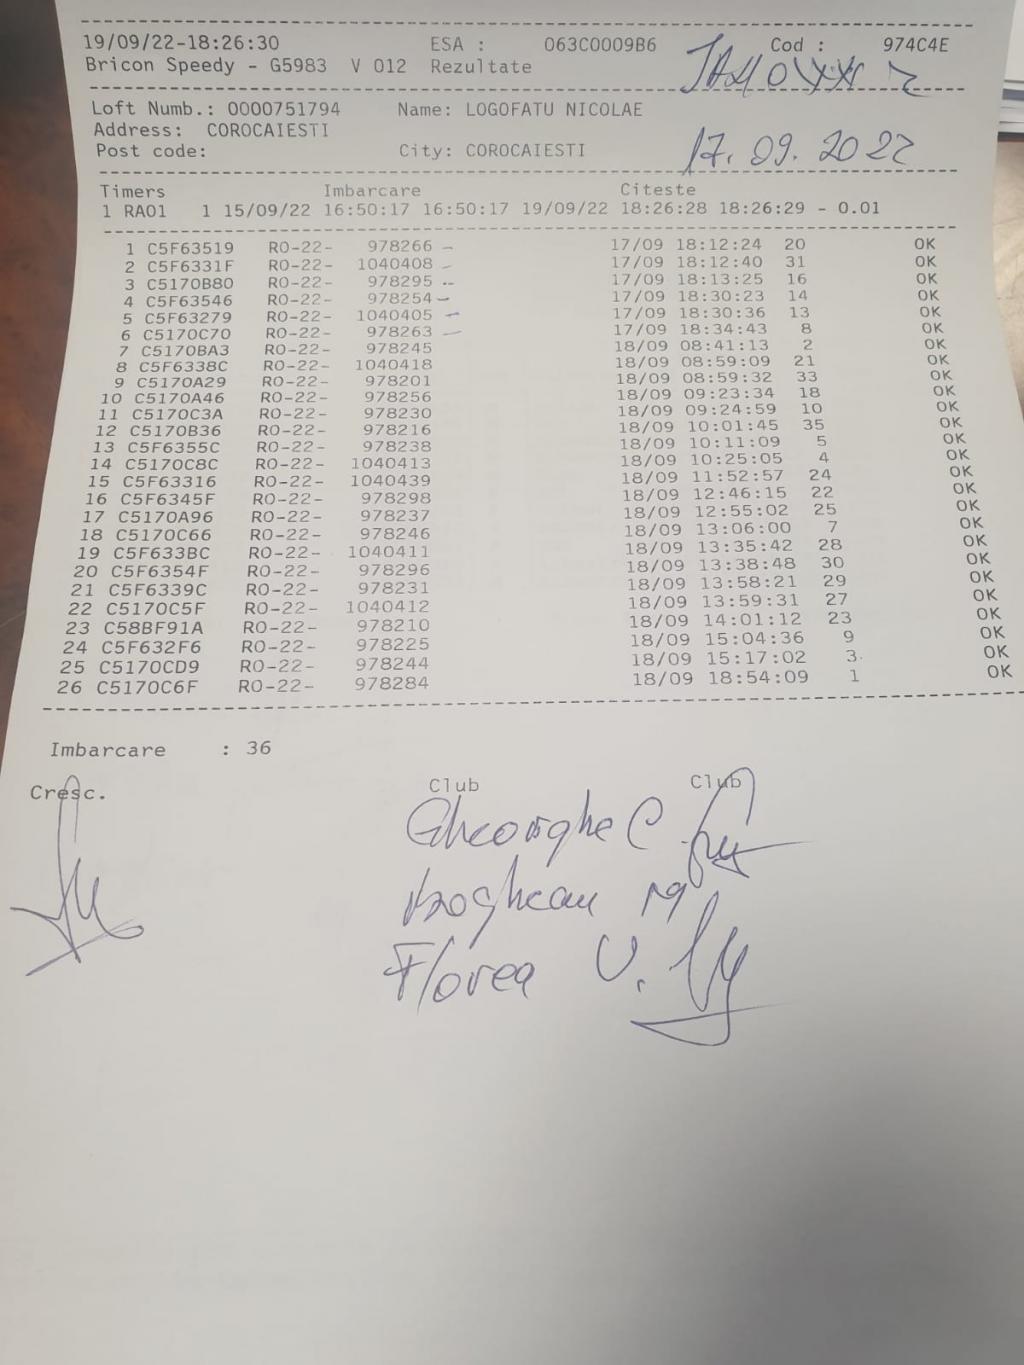 19/09/22-18:26:30 ESA : 063C0009B6 Cod : 974C4E
Bricon Speedy - G5983 V 012 Rezultate
Loft Numb.: 0000751794 Name: LOGOFATU NICOLAE
Address: COROCAIESTI
Post code: City: COROCAIESTI 17.09.2022
Timers Imbarcare Citeste
1 RA01 1 15/09/22 16:50:17 16:50:17 19/09/22 18:26:28 18:26:29 - 0.01
1 C5F63519 RO-22- 978266 - 17/09 18:12:24 20 OK
2 C5F6331F RO-22- 1040408 - 17/09 18:12:40 31 OK
3 C5170B80 RO-22- 978295 - 17/09 18:13:25 16 OK
4 C5F63546 RO-22- 978254 - 17/09 18:30:23 14 OK
5 C5F63279 RO-22- 1040405 - 17/09 18:30:36 13 OK
6 C5170C70 RO-22- 978263 - 17/09 18:34:43 8 OK
7 C5170BA3 RO-22- 978245 18/09 08:41:13 2 OK
8 C5F6338C RO-22- 1040418 18/09 08:59:09 21 OK
9 C5170A29 RO-22- 978201 18/09 08:59:32 33 OK
10 C5170A46 RO-22- 978256 18/09 09:23:34 18 OK
11 C5170C3A RO-22- 978230 18/09 09:24:59 10 OK
12 C5170B36 RO-22- 978216 18/09 10:01:45 35 OK
13 C5F6355C RO-22- 978238 18/09 10:11:09 5 OK
14 C5170C8C RO-22- 1040413 18/09 10:25:05 4 OK
15 C5F63316 RO-22- 1040439 18/09 11:52:57 24 OK
16 C5F6345F RO-22- 978298 18/09 12:46:15 22 OK
17 C5170A96 RO-22- 978237 18/09 12:55:02 25 OK
18 C5170C66 RO-22- 978246 18/09 13:06:00 7 OK
19 C5F633BC RO-22- 1040411 18/09 13:35:42 28 OK
20 C5F6354F RO-22- 978296 18/09 13:38:48 30 OK
21 C5F6339C RO-22- 978231 18/09 13:58:21 29 OK
22 C5170C5F RO-22- 1040412 18/09 13:59:31 27 OK
23 C58BF91A RO-22- 978210 18/09 14:01:12 23 OK
24 C5F632F6 RO-22- 978225 18/09 15:04:36 9 OK
25 C5170CD9 RO-22- 978244 18/09 15:17:02 3 OK
26 C5170C6F RO-22- 978284 18/09 18:54:09 1 OK
Imbarcare : 36
Cresc. Club Club
Gheorghe C
M
Florea V.